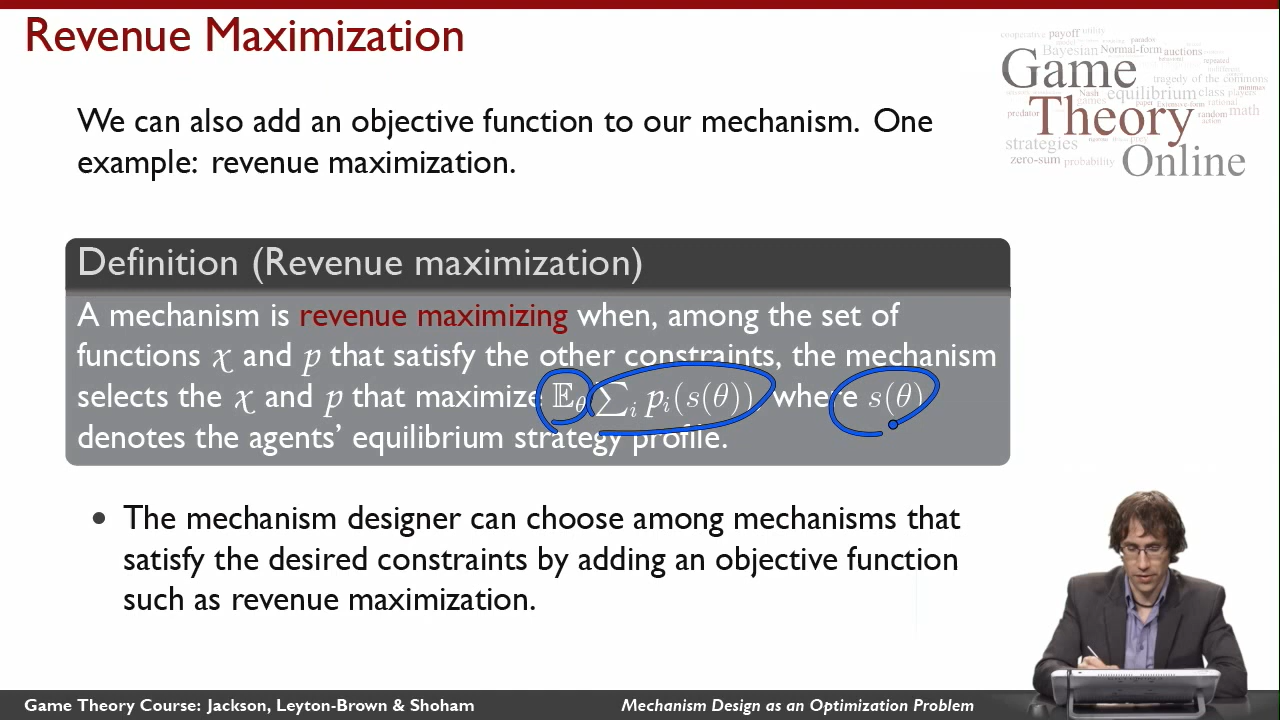 Revenue Maximization
cooperative payoff utility
Bayesian Normal-form auctions
Game
tragedy of the commons
Nash equilibrium class players
games
predator Theory random math
strategies
zero-sum probability Online
We can also add an objective function to our mechanism. One
example: revenue maximization.
Definition (Revenue maximization)
A mechanism is revenue maximizing when, among the set of
functions χ and p that satisfy the other constraints, the mechanism
selects the χ and p that maximize 𝔼θ ∑i pi(s(θ)), where s(θ)
denotes the agents' equilibrium strategy profile.
• The mechanism designer can choose among mechanisms that
satisfy the desired constraints by adding an objective function
such as revenue maximization.
Game Theory Course: Jackson, Leyton-Brown & Shoham
Mechanism Design as an Optimization Problem